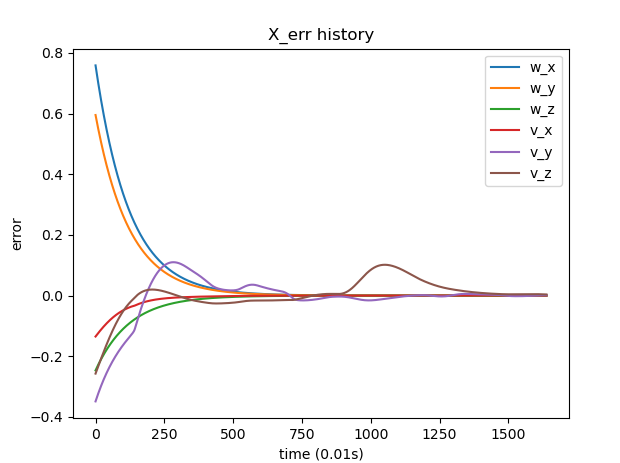 X_err history
error
0.8
0.6
0.4
0.2
0.0
−0.2
−0.4
w_x
w_y
w_z
v_x
v_y
v_z
0 250 500 750 1000 1250 1500
time (0.01s)